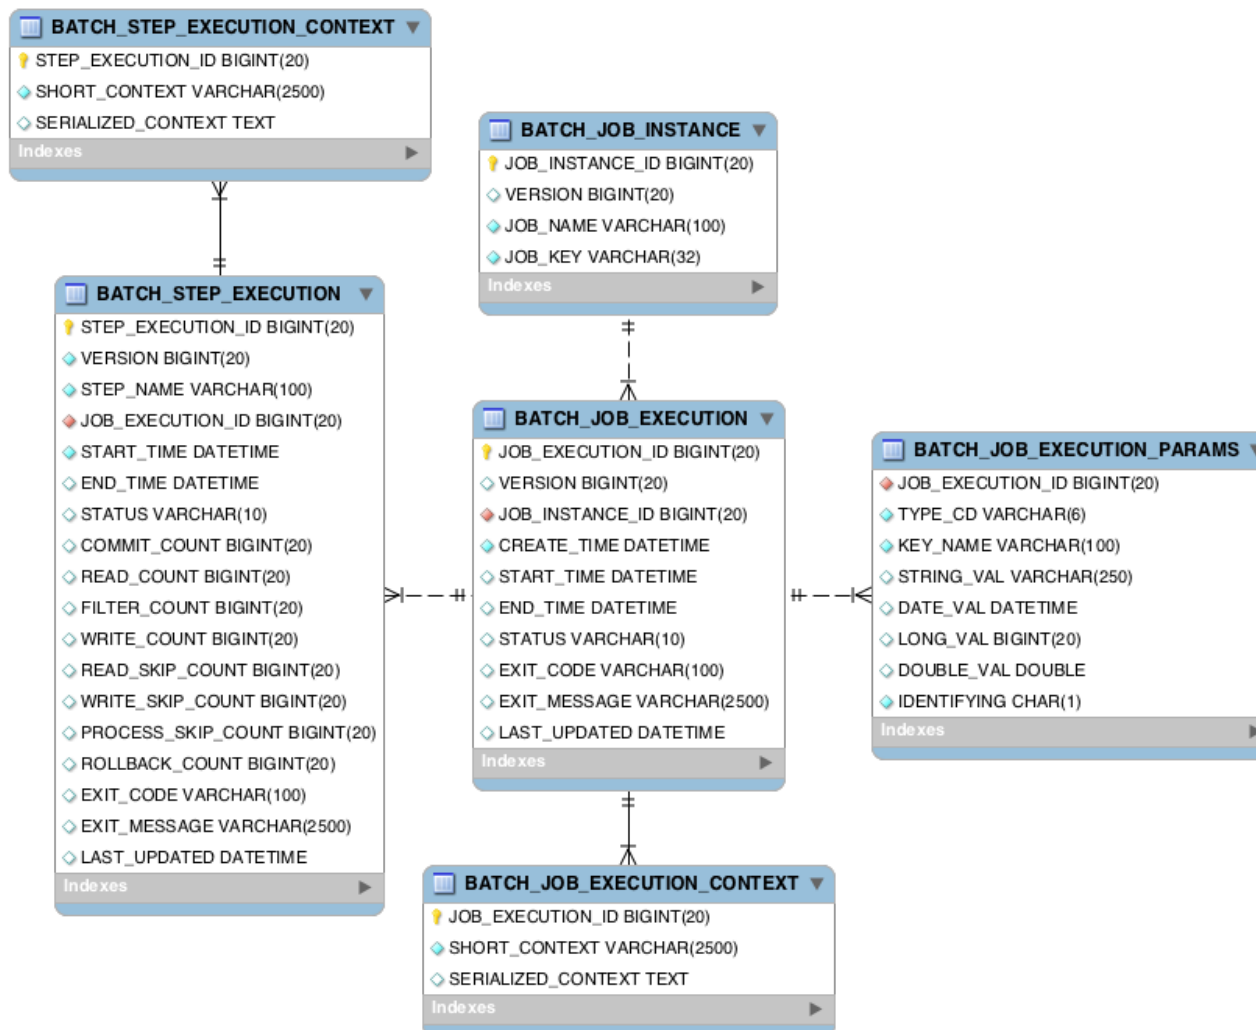 BATCH_STEP_EXECUTION_CONTEXT
STEP_EXECUTION_ID BIGINT(20)
SHORT_CONTEXT VARCHAR(2500)
SERIALIZED_CONTEXT TEXT
Indexes
BATCH_JOB_INSTANCE
JOB_INSTANCE_ID BIGINT(20)
VERSION BIGINT(20)
JOB_NAME VARCHAR(100)
JOB_KEY VARCHAR(32)
Indexes
BATCH_STEP_EXECUTION
STEP_EXECUTION_ID BIGINT(20)
VERSION BIGINT(20)
STEP_NAME VARCHAR(100)
JOB_EXECUTION_ID BIGINT(20)
START_TIME DATETIME
END_TIME DATETIME
STATUS VARCHAR(10)
COMMIT_COUNT BIGINT(20)
READ_COUNT BIGINT(20)
FILTER_COUNT BIGINT(20)
WRITE_COUNT BIGINT(20)
READ_SKIP_COUNT BIGINT(20)
WRITE_SKIP_COUNT BIGINT(20)
PROCESS_SKIP_COUNT BIGINT(20)
ROLLBACK_COUNT BIGINT(20)
EXIT_CODE VARCHAR(100)
EXIT_MESSAGE VARCHAR(2500)
LAST_UPDATED DATETIME
Indexes
BATCH_JOB_EXECUTION
JOB_EXECUTION_ID BIGINT(20)
VERSION BIGINT(20)
JOB_INSTANCE_ID BIGINT(20)
CREATE_TIME DATETIME
START_TIME DATETIME
END_TIME DATETIME
STATUS VARCHAR(10)
EXIT_CODE VARCHAR(100)
EXIT_MESSAGE VARCHAR(2500)
LAST_UPDATED DATETIME
Indexes
BATCH_JOB_EXECUTION_PARAMS
JOB_EXECUTION_ID BIGINT(20)
TYPE_CD VARCHAR(6)
KEY_NAME VARCHAR(100)
STRING_VAL VARCHAR(250)
DATE_VAL DATETIME
LONG_VAL BIGINT(20)
DOUBLE_VAL DOUBLE
IDENTIFYING CHAR(1)
Indexes
BATCH_JOB_EXECUTION_CONTEXT
JOB_EXECUTION_ID BIGINT(20)
SHORT_CONTEXT VARCHAR(2500)
SERIALIZED_CONTEXT TEXT
Indexes